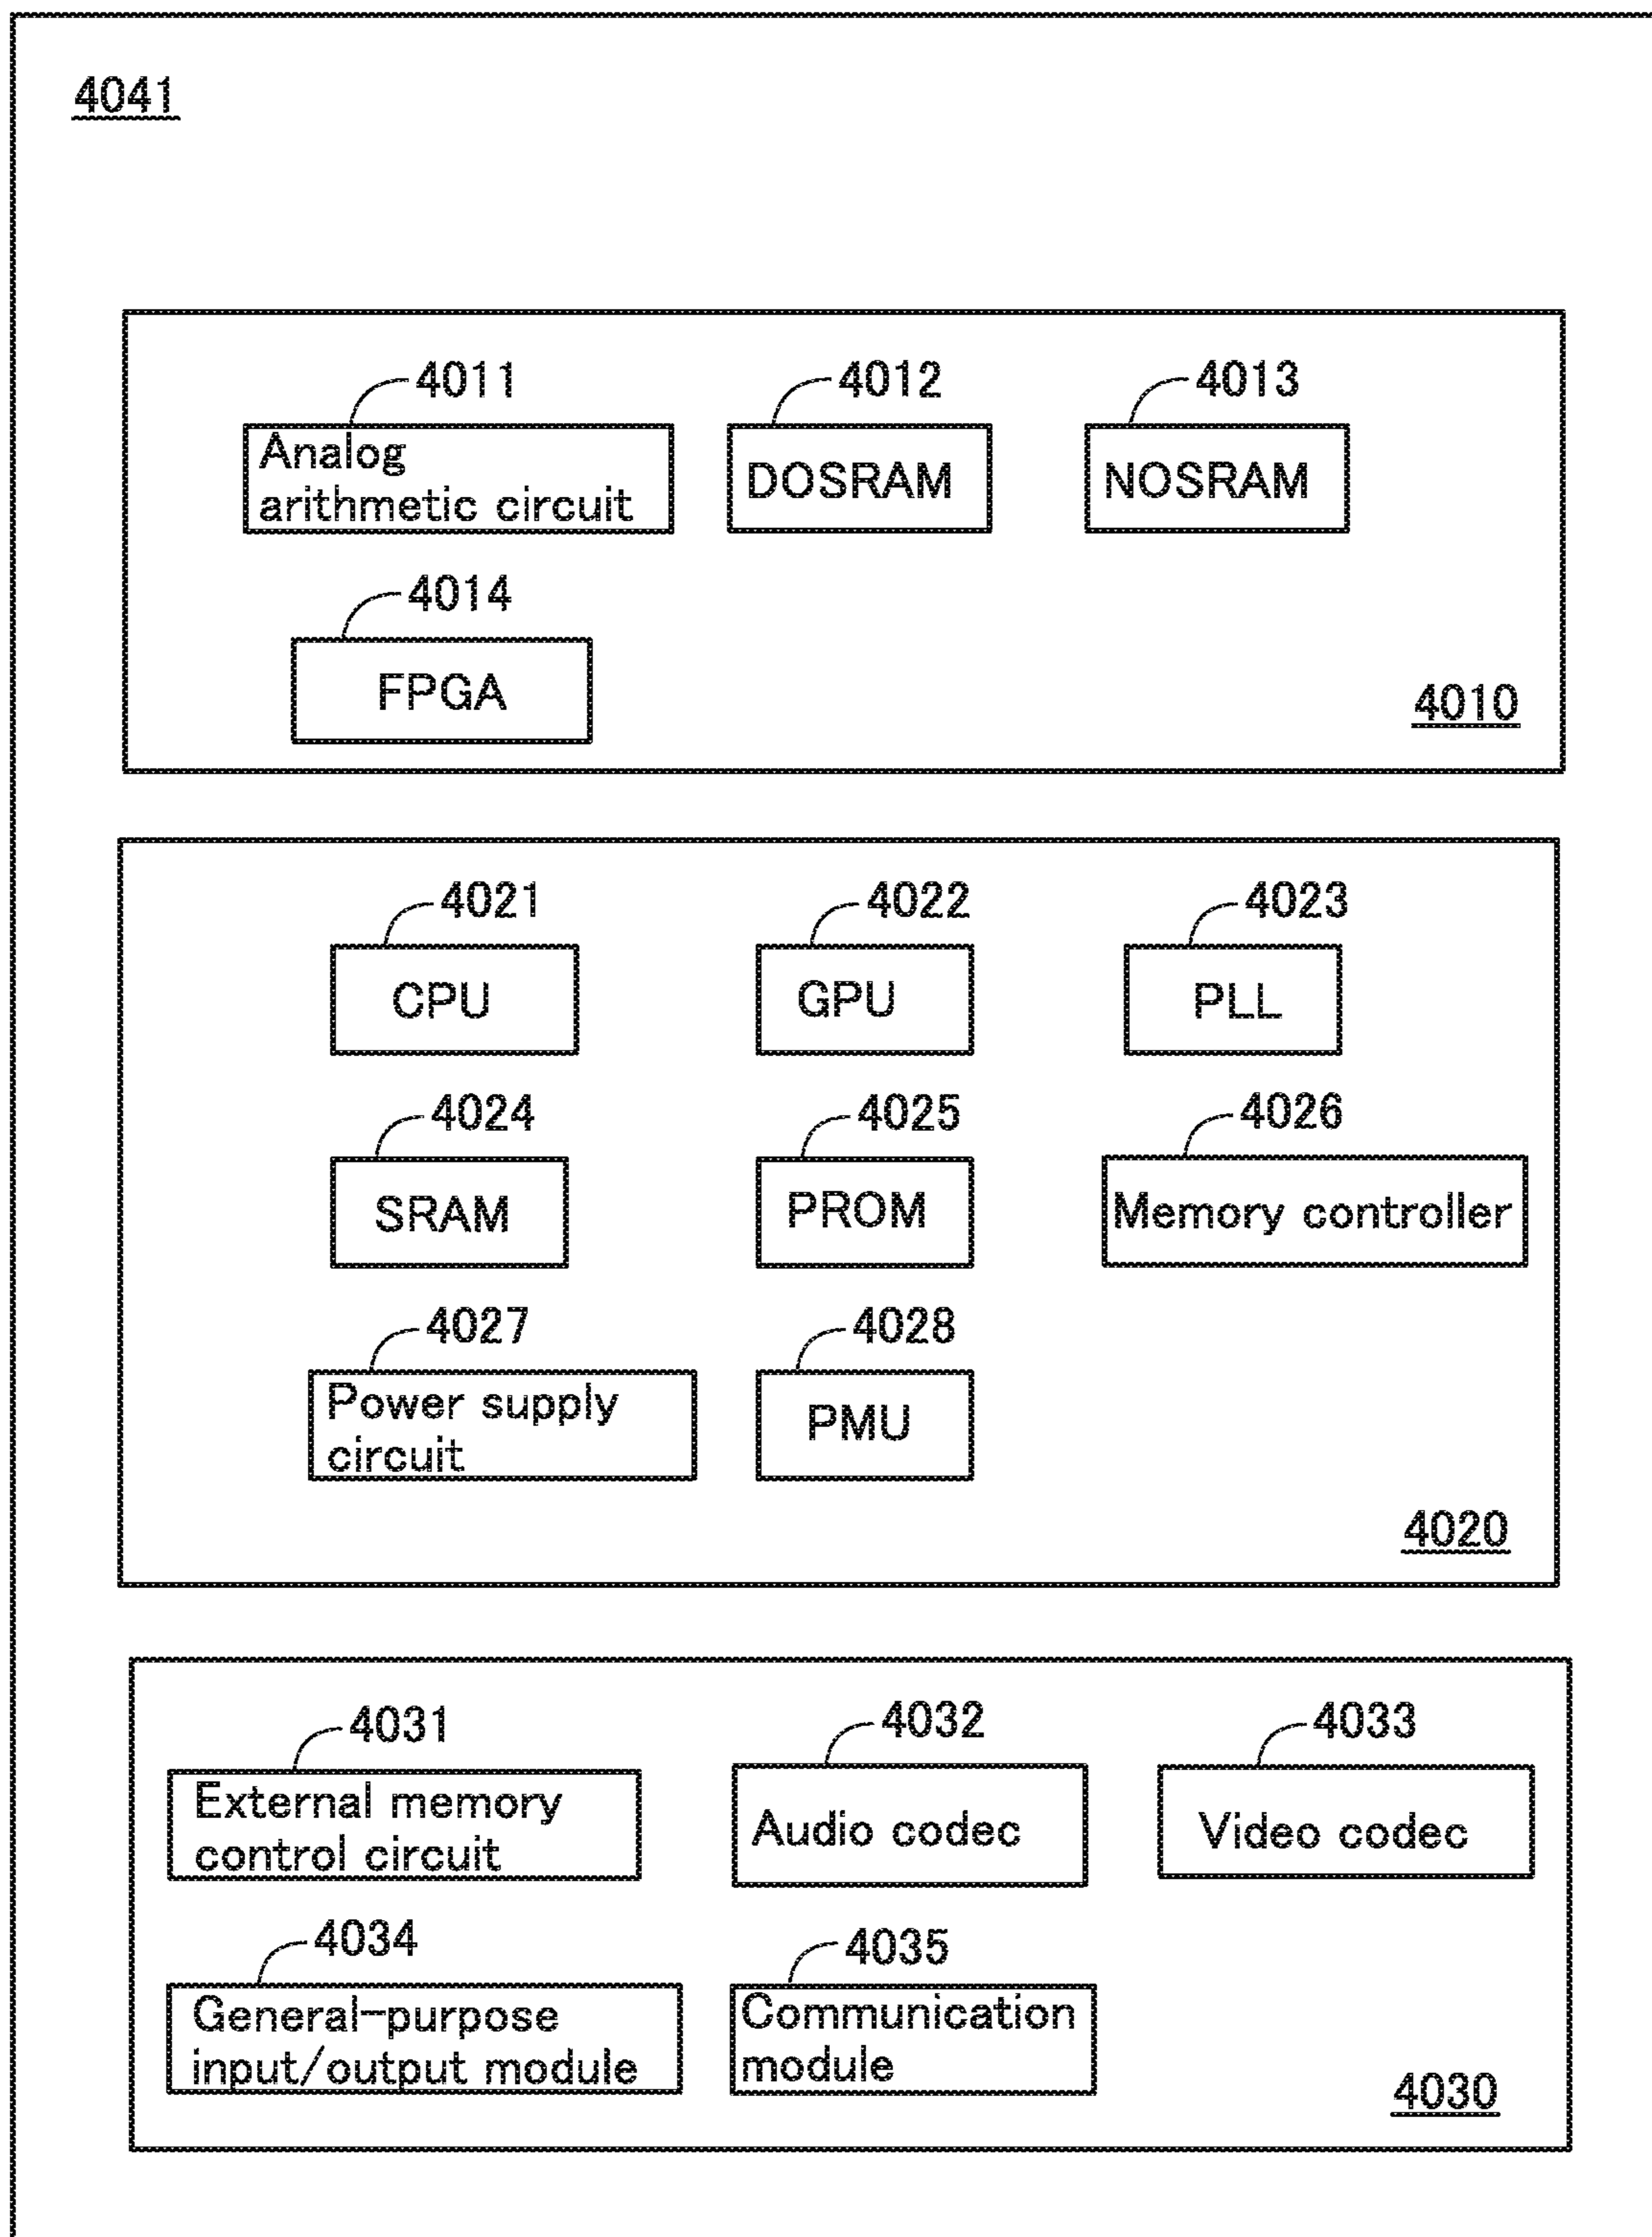 4041
4011
4012
4013
Analog
arithmetic circuit
DOSRAM
NOSRAM
4014
FPGA
4010
4021
4022
4023
CPU
GPU
PLL
4024
4025
4026
SRAM
PROM
Memory controller
4027
4028
Power supply
circuit
PMU
4020
4031
4032
4033
External memory
control circuit
Audio codec
Video codec
4034
4035
General-purpose
input/output module
Communication
module
4030